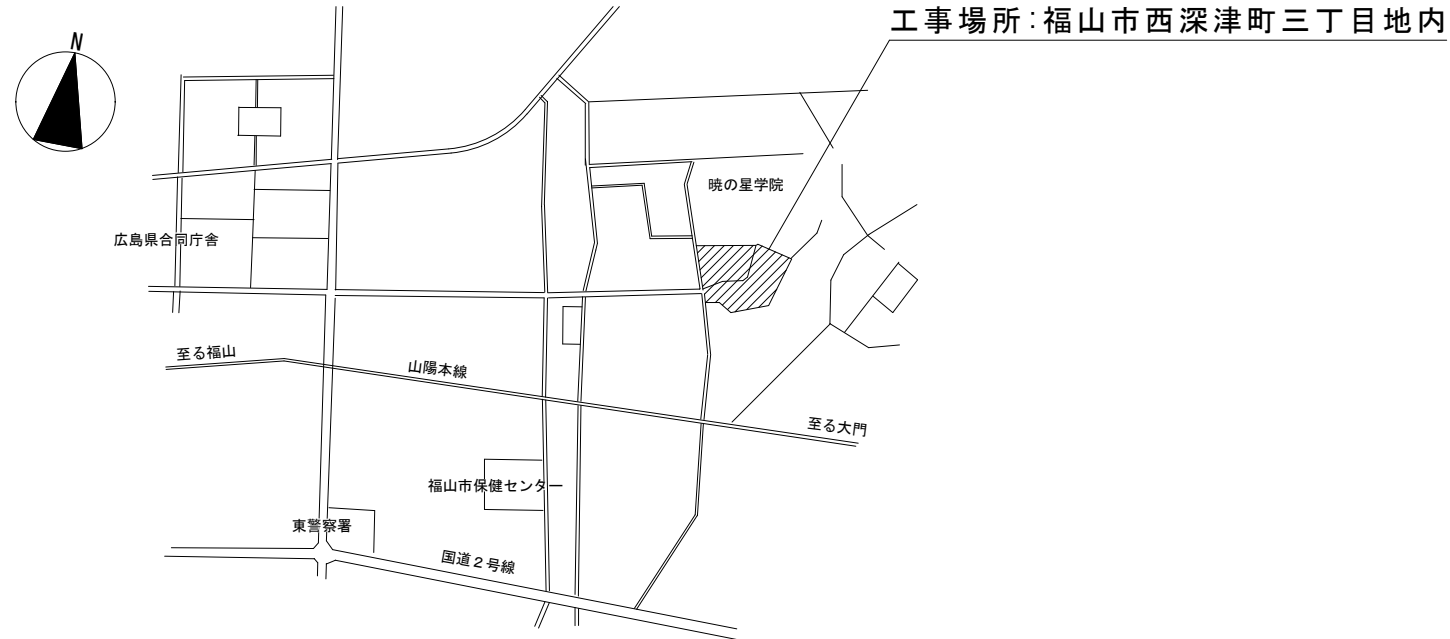 工事場所:福山市西深津町三丁目地内
N
暁の星学院
広島県合同庁舎
至る福山
山陽本線
至る大門
福山市保健センター
東警察署
国道2号線